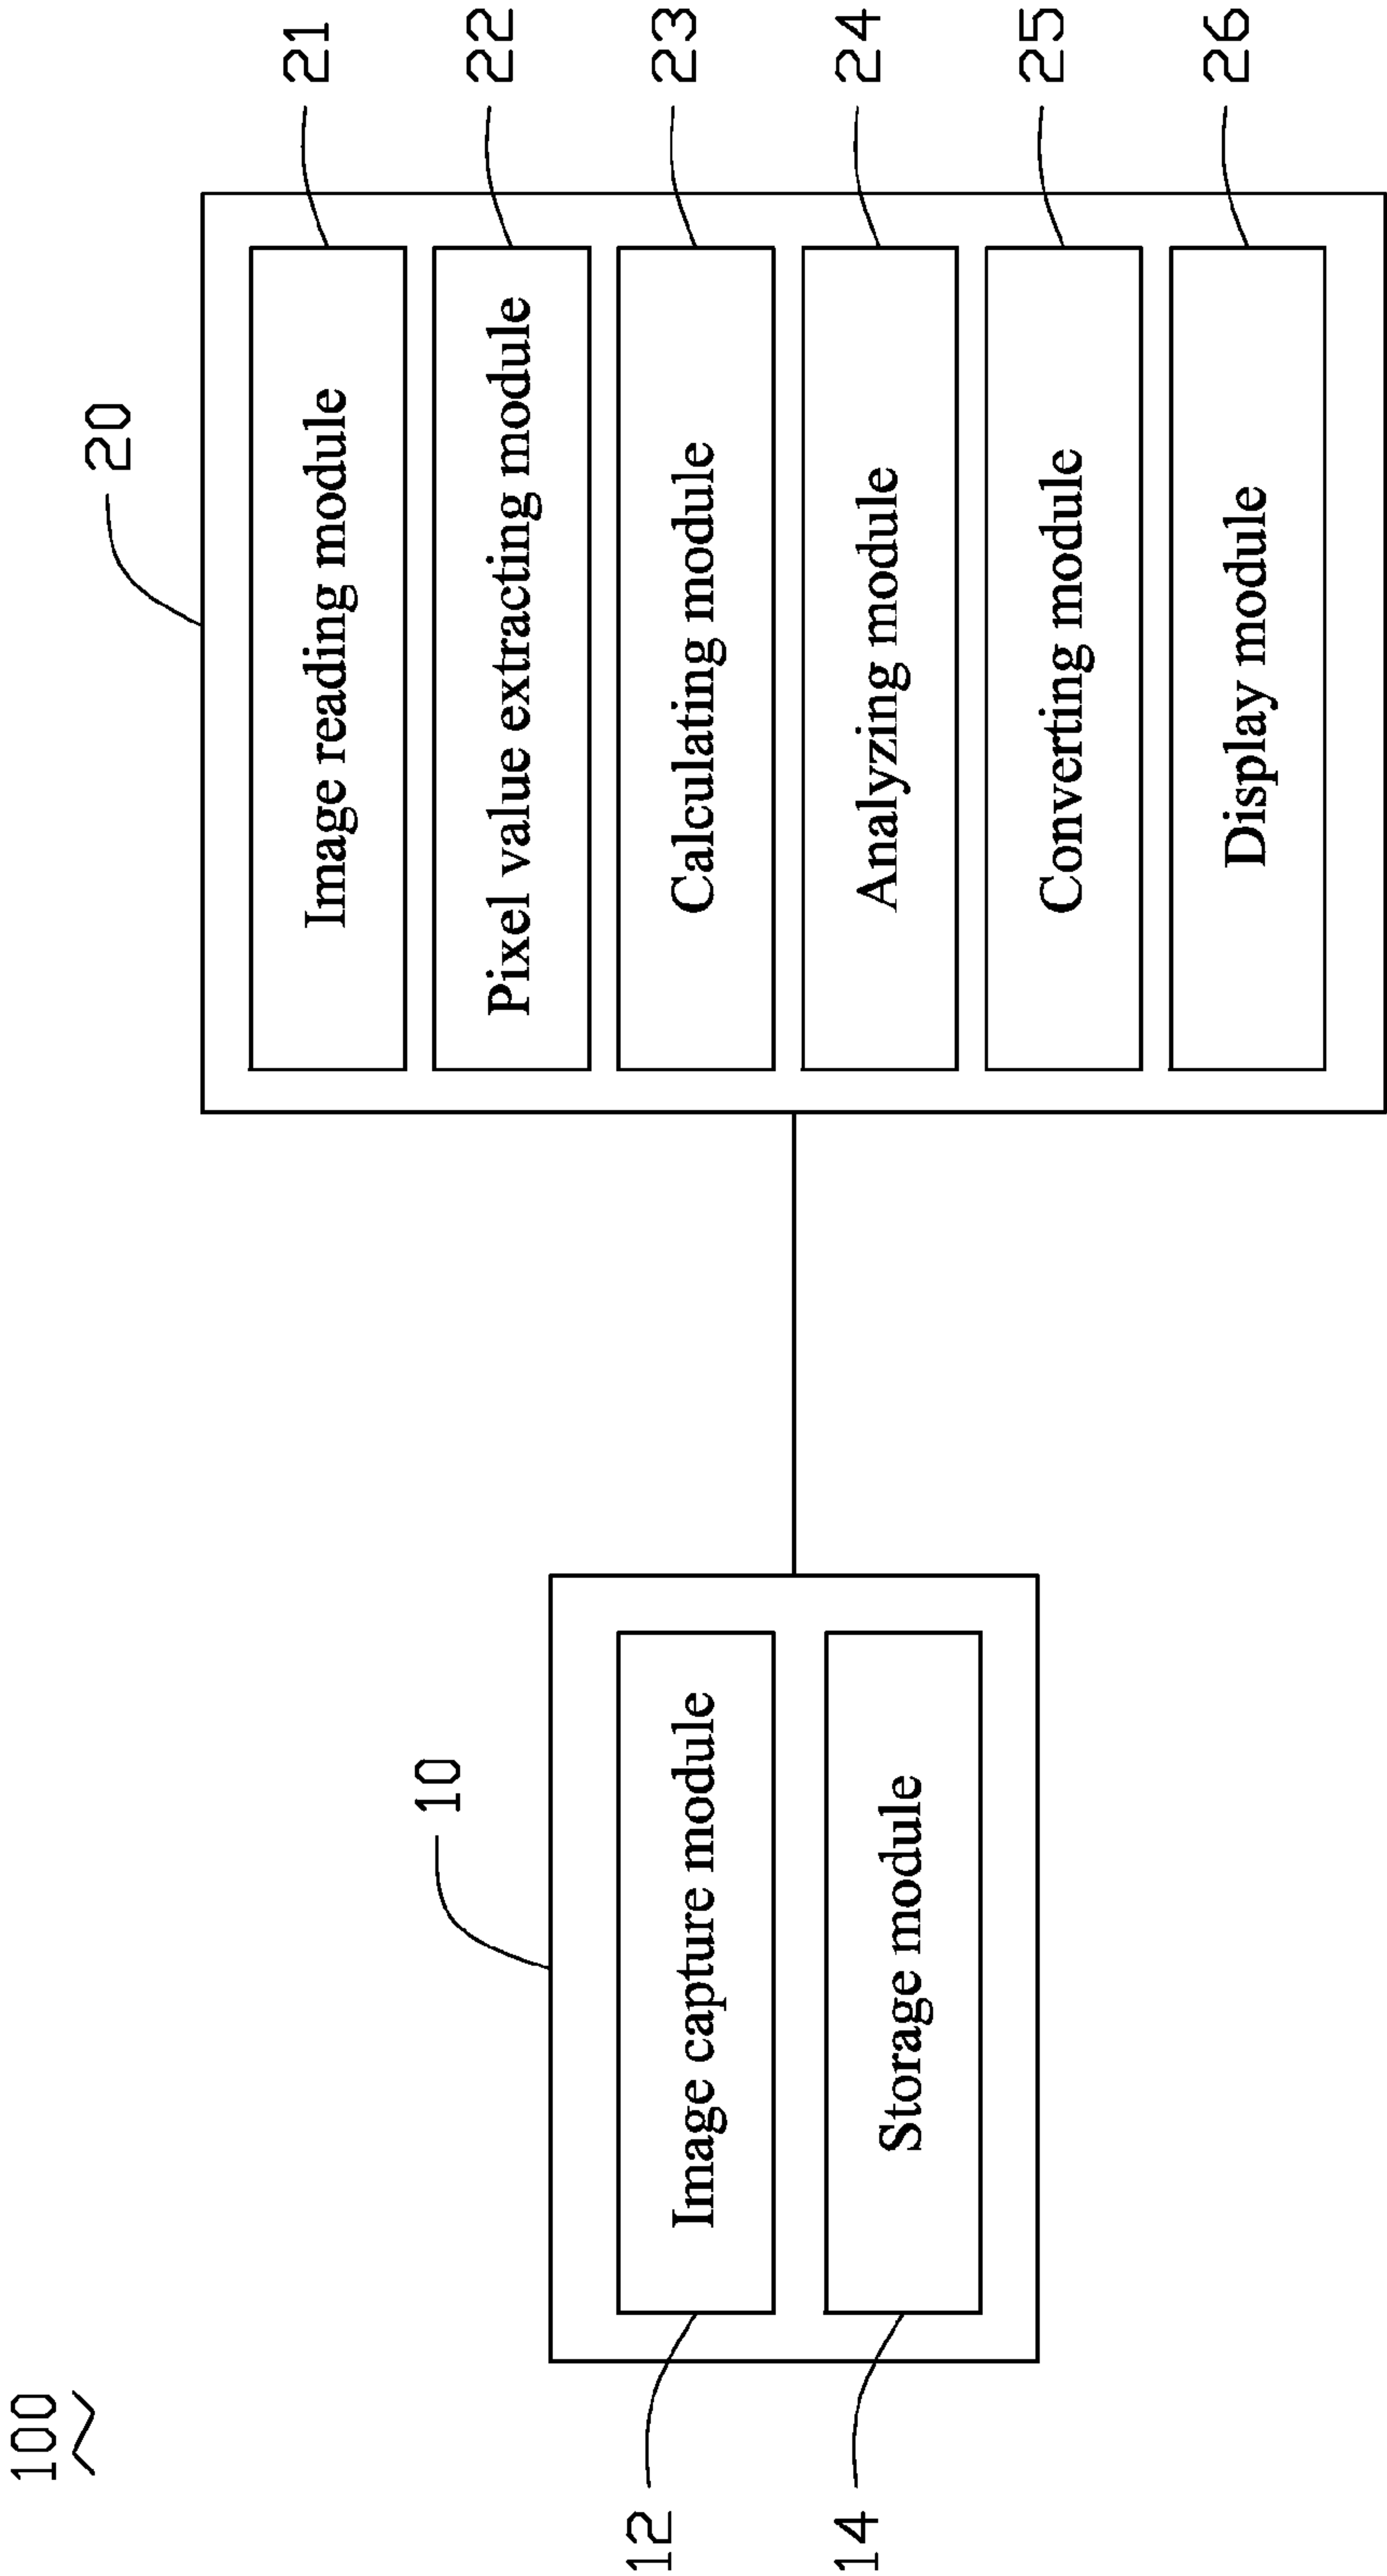 100
10
12
Image capture module
14
Storage module
20
Image reading module
21
Pixel value extracting module
22
Calculating module
23
Analyzing module
24
Converting module
25
Display module
26